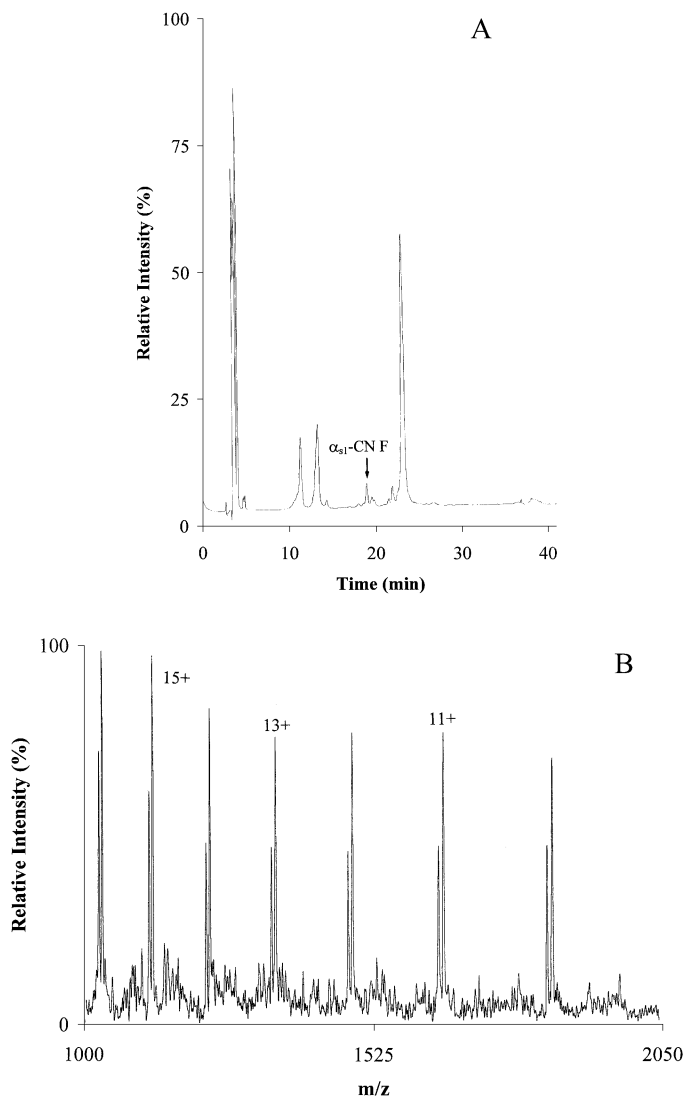 A
100
75
50
25
0
Relative Intensity (%)
αs1-CN F
0 10 20 30 40
Time (min)
B
100
0
Relative Intensity (%)
15+
13+
11+
1000 1525 2050
m/z